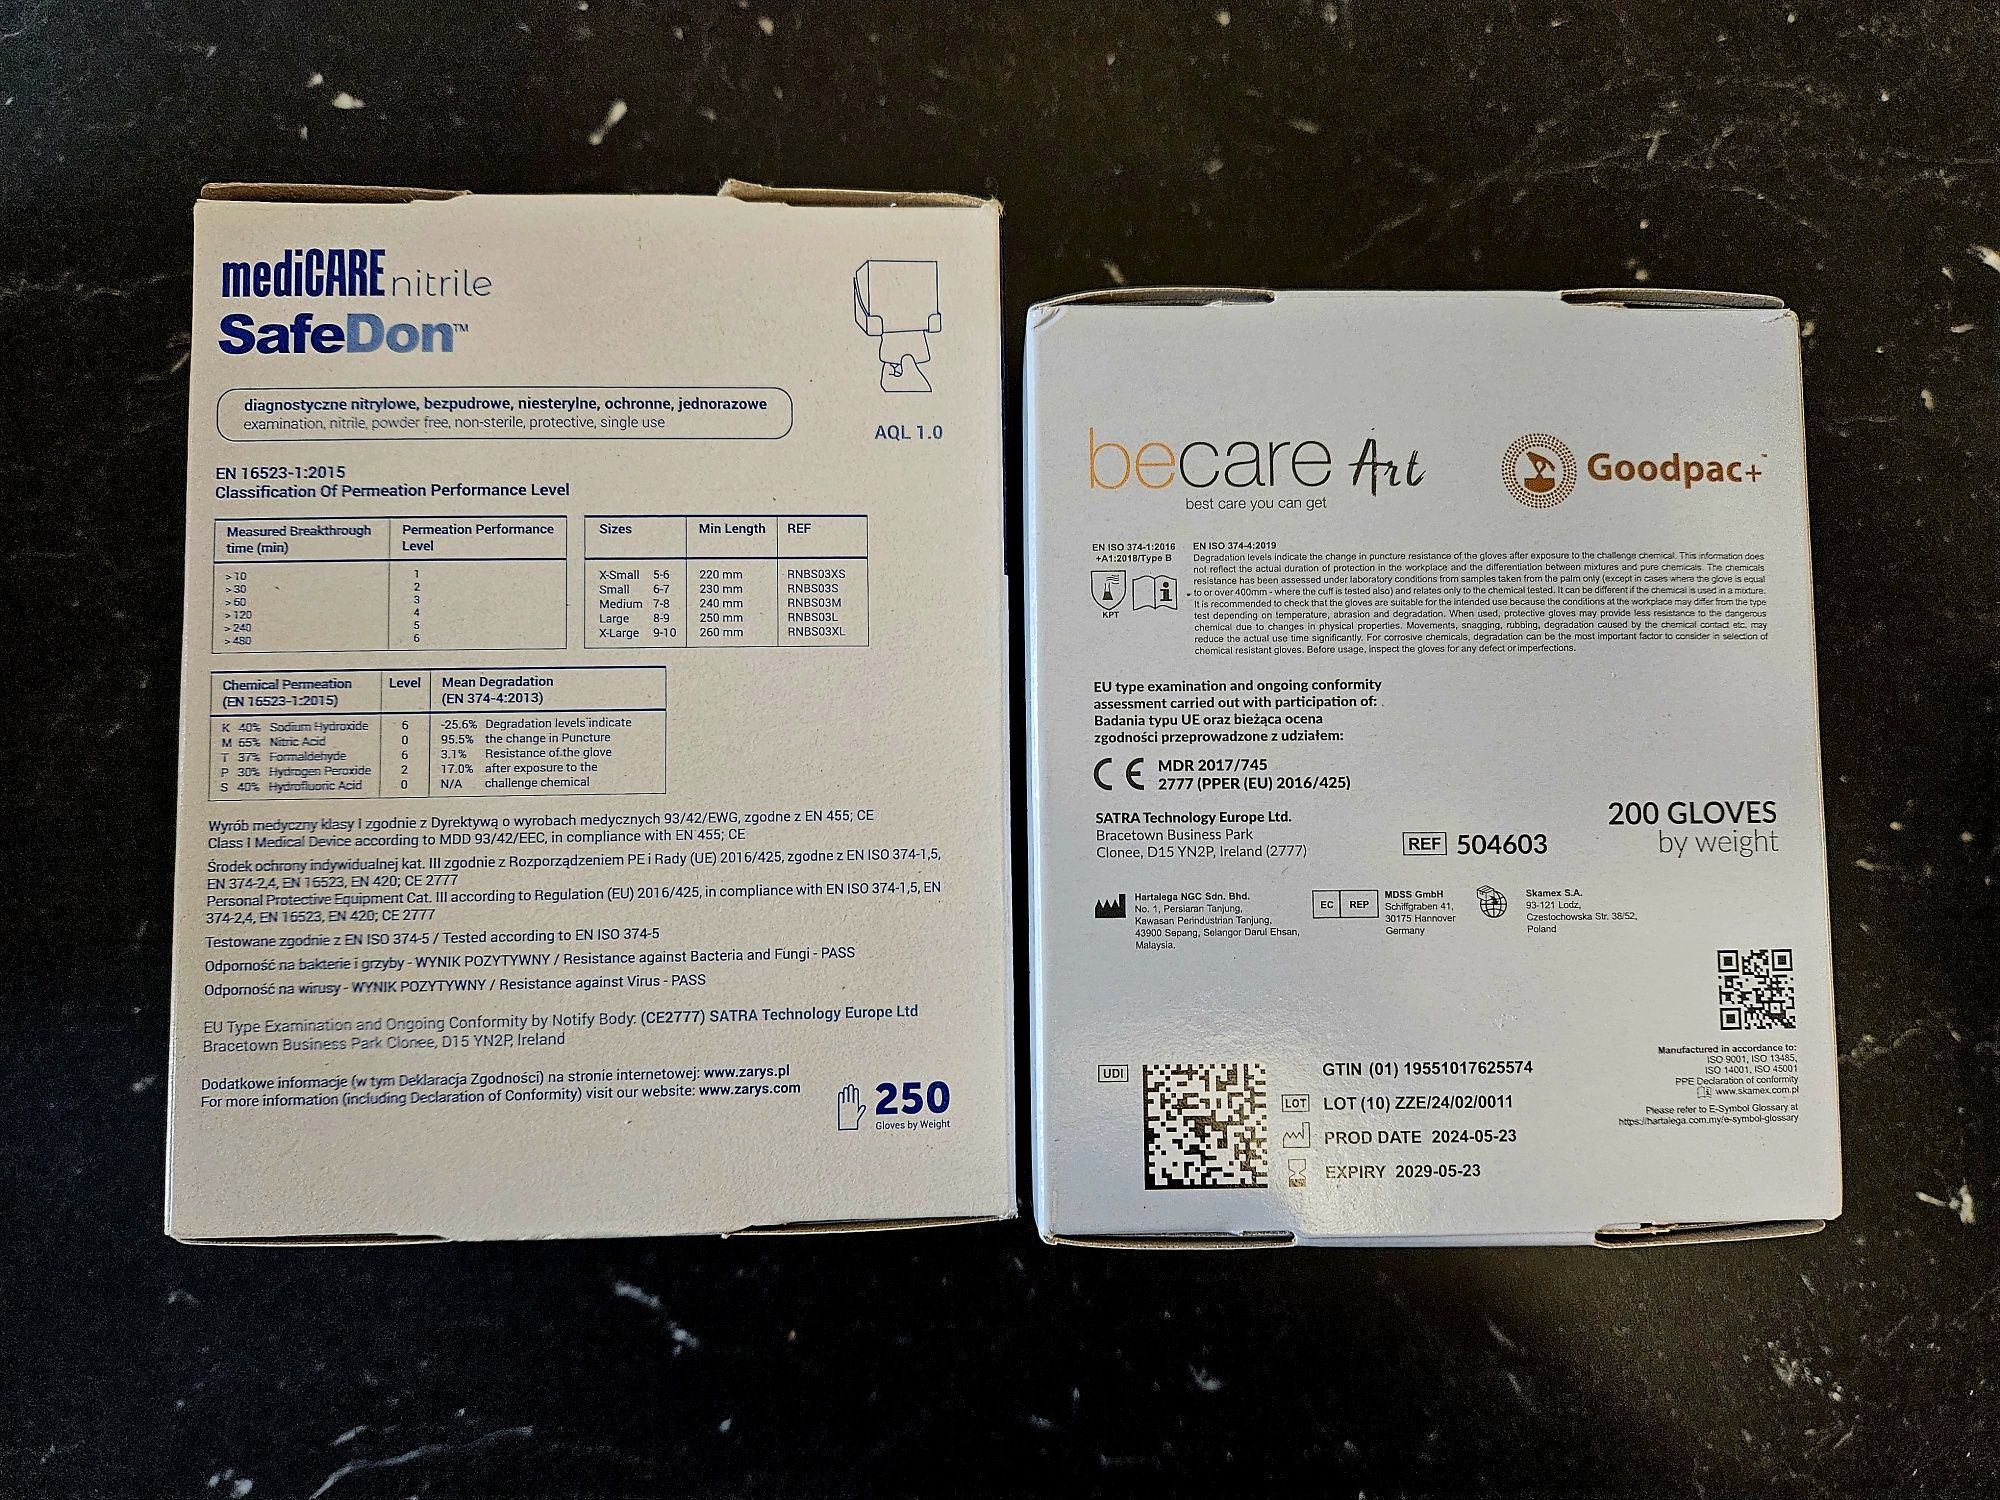 mediCARE nitrile
SafeDon™
diagnostyczne nitrylowe, bezpudrowe, niesterylne, ochronne, jednorazowe
examination, nitrile, powder free, non-sterile, protective, single use
AQL 1.0
EN 16523-1:2015
Classification Of Permeation Performance Level
Measured Breakthrough time (min) Permeation Performance Level
>10 1
>30 2
>60 3
>120 4
>240 5
>480 6
Sizes Min Length REF
X-Small 5-6 220 mm RNBS03XS
Small 6-7 230 mm RNBS03S
Medium 7-8 240 mm RNBS03M
Large 8-9 250 mm RNBS03L
X-Large 9-10 260 mm RNBS03XL
Chemical Permeation (EN 16523-1:2015) Level Mean Degradation (EN 374-4:2013)
K 40% Sodium Hydroxide 6 -25.6% Degradation levels indicate
M 65% Nitric Acid 0 95.5% the change in Puncture
T 37% Formaldehyde 6 3.1% Resistance of the glove
P 30% Hydrogen Peroxide 2 17.0% after exposure to the
S 40% Hydrofluoric Acid 0 N/A challenge chemical
Wyrób medyczny klasy I zgodnie z Dyrektywą o wyrobach medycznych 93/42/EWG, zgodne z EN 455; CE
Class I Medical Device according to MDD 93/42/EEC, in compliance with EN 455; CE
Środek ochrony indywidualnej kat. III zgodnie z Rozporządzeniem PE i Rady (UE) 2016/425, zgodne z EN ISO 374-1,5,
EN 374-2,4, EN 16523, EN 420; CE 2777
Personal Protective Equipment Cat. III according to Regulation (EU) 2016/425, in compliance with EN ISO 374-1,5, EN
374-2,4, EN 16523, EN 420; CE 2777
Testowane zgodnie z EN ISO 374-5 / Tested according to EN ISO 374-5
Odporność na bakterie i grzyby - WYNIK POZYTYWNY / Resistance against Bacteria and Fungi - PASS
Odporność na wirusy - WYNIK POZYTYWNY / Resistance against Virus - PASS
EU Type Examination and Ongoing Conformity by Notify Body: (CE2777) SATRA Technology Europe Ltd
Bracetown Business Park Clonee, D15 YN2P, Ireland
Dodatkowe informacje (w tym Deklaracja Zgodności) na stronie internetowej: www.zarys.pl
For more information (including Declaration of Conformity) visit our website: www.zarys.com
250
Gloves by Weight
becare Art
best care you can get
Goodpac+™
EN ISO 374-1:2016
+A1:2018/Type B
KPT
EN ISO 374-4:2019
Degradation levels indicate the change in puncture resistance of the gloves after exposure to the challenge chemical. This information does
not reflect the actual duration of protection in the workplace and the differentiation between mixtures and pure chemicals. The chemicals
resistance has been assessed under laboratory conditions from samples taken from the palm only (except in cases where the glove is equal
to or over 400mm - where the cuff is tested also) and relates only to the chemical tested. It can be different if the chemical is used in a mixture.
It is recommended to check that the gloves are suitable for the intended use because the conditions at the workplace may differ from the type
test depending on temperature, abrasion and degradation. When used, protective gloves may provide less resistance to the dangerous
chemical due to changes in physical properties. Movements, snagging, rubbing, degradation caused by the chemical contact etc. may
reduce the actual use time significantly. For corrosive chemicals, degradation can be the most important factor to consider in selection of
chemical resistant gloves. Before usage, inspect the gloves for any defect or imperfections.
EU type examination and ongoing conformity
assessment carried out with participation of:
Badania typu UE oraz bieżąca ocena
zgodności przeprowadzone z udziałem:
CE MDR 2017/745
2777 (PPER (EU) 2016/425)
SATRA Technology Europe Ltd.
Bracetown Business Park
Clonee, D15 YN2P, Ireland (2777)
REF 504603
200 GLOVES
by weight
Hartalega NGC Sdn. Bhd.
No. 1, Persiaran Tanjung,
Kawasan Perindustrian Tanjung,
43900 Sepang, Selangor Darul Ehsan,
Malaysia.
EC REP
MDSS GmbH
Schiffgraben 41,
30175 Hannover
Germany
Skamex S.A.
93-121 Lodz,
Czestochowska Str. 38/52,
Poland
UDI
GTIN (01) 19551017625574
LOT LOT (10) ZZE/24/02/0011
PROD DATE 2024-05-23
EXPIRY 2029-05-23
Manufactured in accordance to:
ISO 9001, ISO 13485,
ISO 14001, ISO 45001
PPE Declaration of conformity
www.skamex.com.pl
Please refer to E-Symbol Glossary at
https://hartalega.com.my/e-symbol-glossary